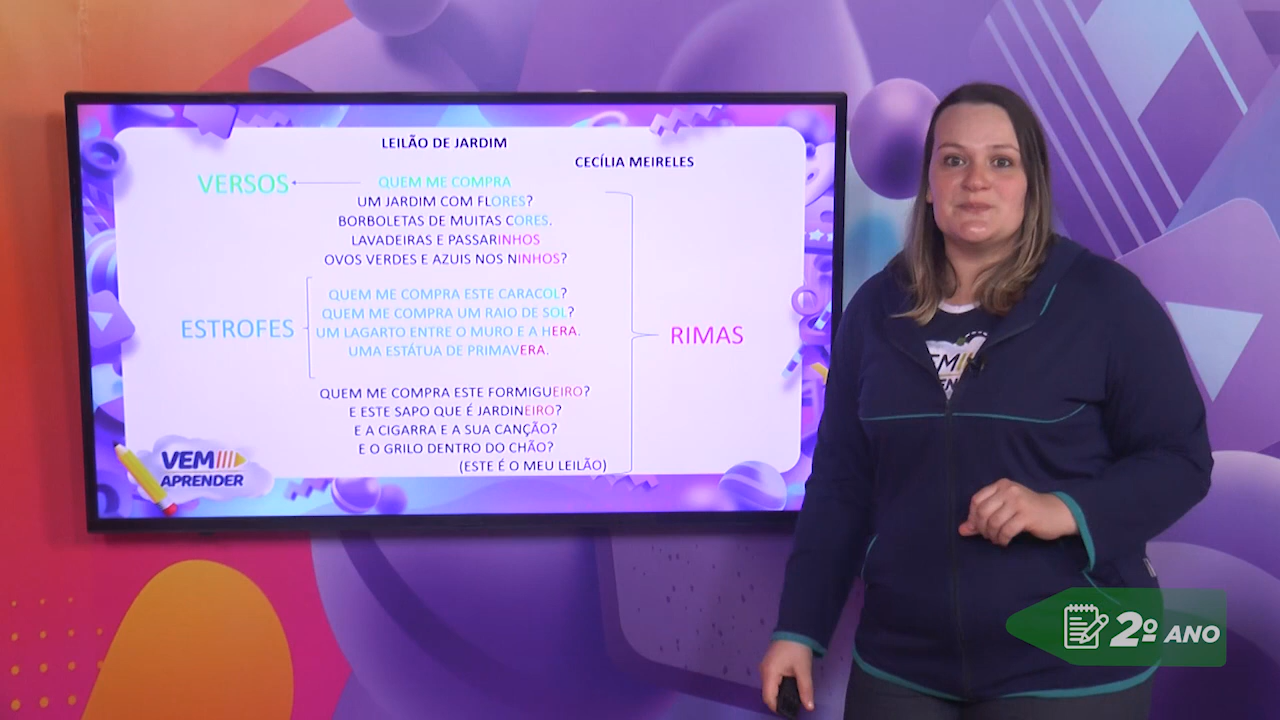 LEILÃO DE JARDIM
CECÍLIA MEIRELES
VERSOS
QUEM ME COMPRA
UM JARDIM COM FLORES?
BORBOLETAS DE MUITAS CORES.
LAVADEIRAS E PASSARINHOS
OVOS VERDES E AZUIS NOS NINHOS?
ESTROFES
QUEM ME COMPRA ESTE CARACOL?
QUEM ME COMPRA UM RAIO DE SOL?
UM LAGARTO ENTRE O MURO E A HERA.
UMA ESTÁTUA DE PRIMAVERA.
RIMAS
QUEM ME COMPRA ESTE FORMIGUEIRO?
E ESTE SAPO QUE É JARDINEIRO?
E A CIGARRA E A SUA CANÇÃO?
E O GRILO DENTRO DO CHÃO?
(ESTE É O MEU LEILÃO)
VEM
APRENDER
2º ANO